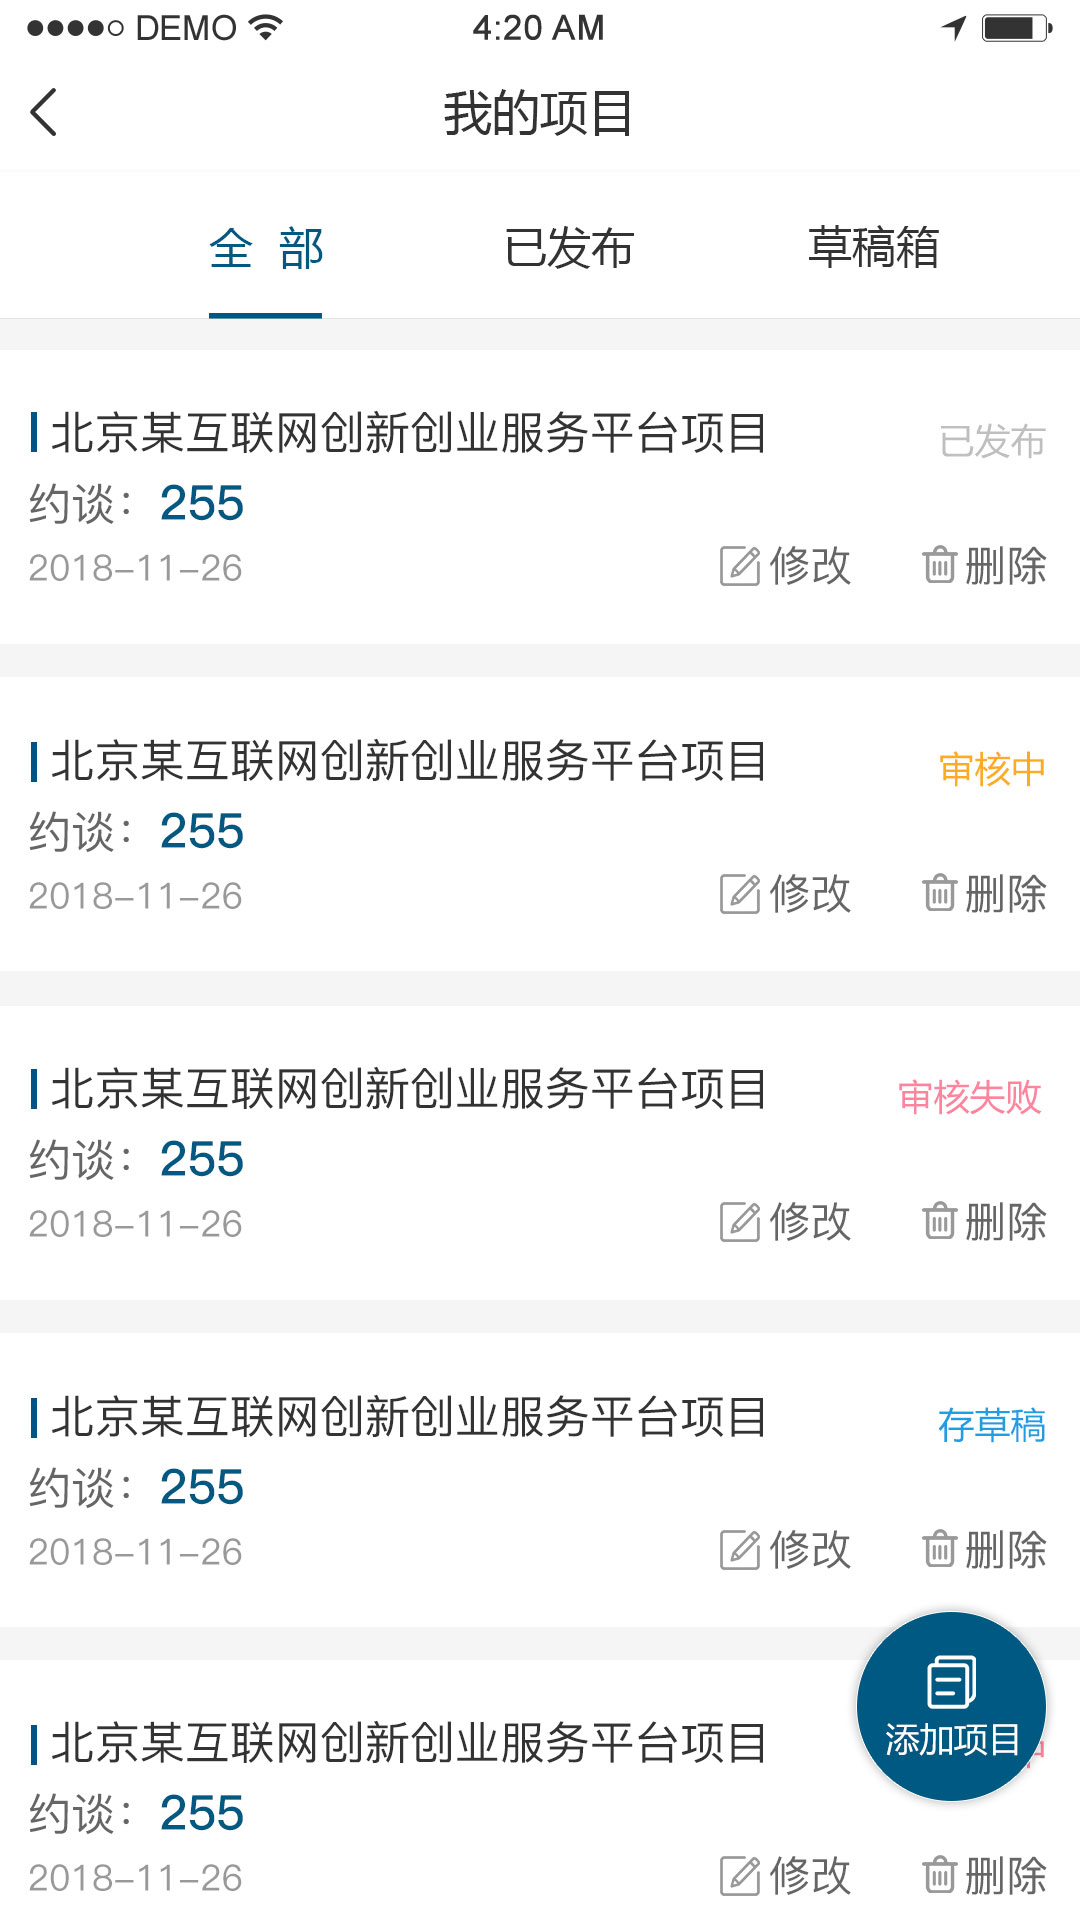 DEMO 4:20 AM
我的项目
全 部 已发布 草稿箱
北京某互联网创新创业服务平台项目 已发布
约谈：255
2018-11-26 修改 删除
北京某互联网创新创业服务平台项目 审核中
约谈：255
2018-11-26 修改 删除
北京某互联网创新创业服务平台项目 审核失败
约谈：255
2018-11-26 修改 删除
北京某互联网创新创业服务平台项目 存草稿
约谈：255
2018-11-26 修改 删除
北京某互联网创新创业服务平台项目
添加项目
约谈：255
2018-11-26 修改 删除